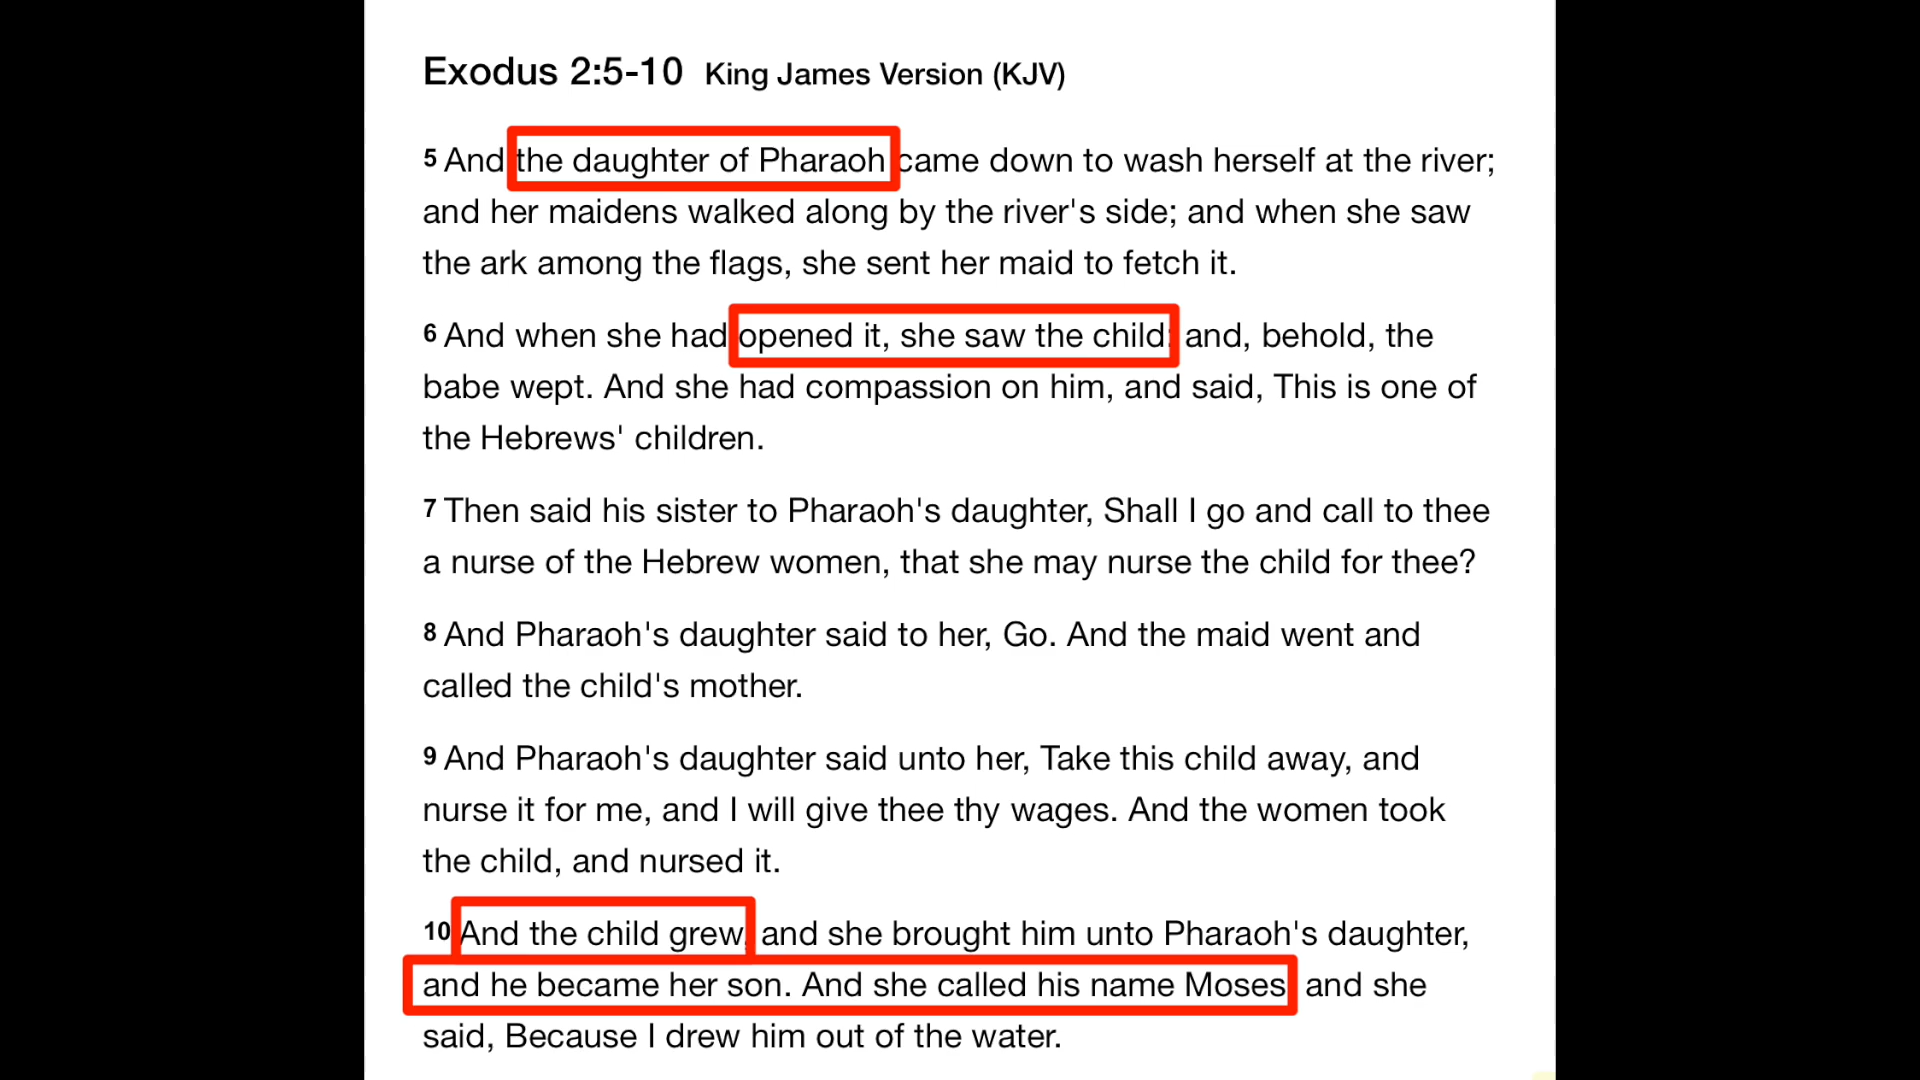 Exodus 2:5-10 King James Version (KJV)
5 And the daughter of Pharaoh came down to wash herself at the river;
and her maidens walked along by the river's side; and when she saw
the ark among the flags, she sent her maid to fetch it.
6 And when she had opened it, she saw the child: and, behold, the
babe wept. And she had compassion on him, and said, This is one of
the Hebrews' children.
7 Then said his sister to Pharaoh's daughter, Shall I go and call to thee
a nurse of the Hebrew women, that she may nurse the child for thee?
8 And Pharaoh's daughter said to her, Go. And the maid went and
called the child's mother.
9 And Pharaoh's daughter said unto her, Take this child away, and
nurse it for me, and I will give thee thy wages. And the women took
the child, and nursed it.
10 And the child grew, and she brought him unto Pharaoh's daughter,
and he became her son. And she called his name Moses: and she
said, Because I drew him out of the water.